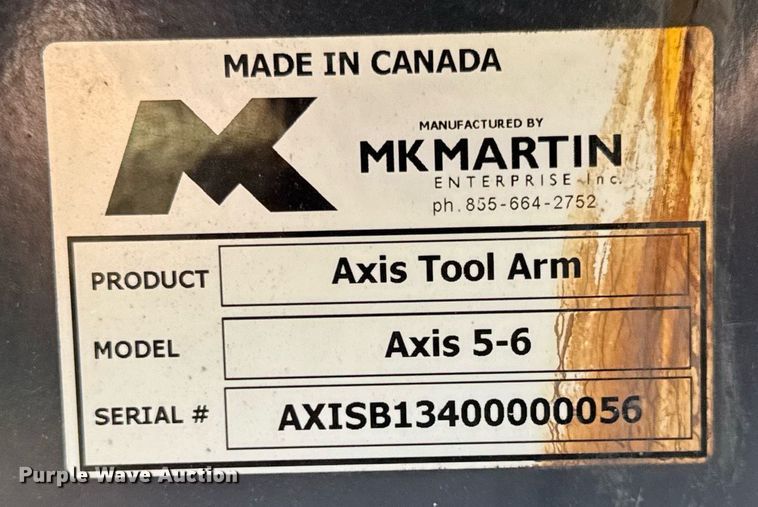 MADE IN CANADA
MK
MANUFACTURED BY
MKMARTIN
ENTERPRISE Inc.
ph. 855-664-2752
PRODUCT Axis Tool Arm
MODEL Axis 5-6
SERIAL # AXISB13400000056
Purple Wave Auction